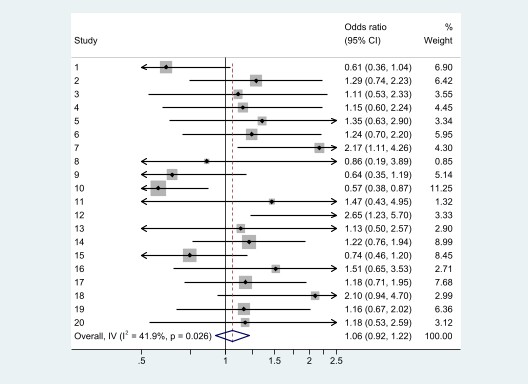 Odds ratio %
Study (95% CI) Weight
1 0.61 (0.36, 1.04) 6.90
2 1.29 (0.74, 2.23) 6.42
3 1.11 (0.53, 2.33) 3.55
4 1.15 (0.60, 2.24) 4.45
5 1.35 (0.63, 2.90) 3.34
6 1.24 (0.70, 2.20) 5.95
7 2.17 (1.11, 4.26) 4.30
8 0.86 (0.19, 3.89) 0.85
9 0.64 (0.35, 1.19) 5.14
10 0.57 (0.38, 0.87) 11.25
11 1.47 (0.43, 4.95) 1.32
12 2.65 (1.23, 5.70) 3.33
13 1.13 (0.50, 2.57) 2.90
14 1.22 (0.76, 1.94) 8.99
15 0.74 (0.46, 1.20) 8.45
16 1.51 (0.65, 3.53) 2.71
17 1.18 (0.71, 1.95) 7.68
18 2.10 (0.94, 4.70) 2.99
19 1.16 (0.67, 2.02) 6.36
20 1.18 (0.53, 2.59) 3.12
Overall, IV (I² = 41.9%, p = 0.026) 1.06 (0.92, 1.22) 100.00
.5 1 1.5 2 2.5